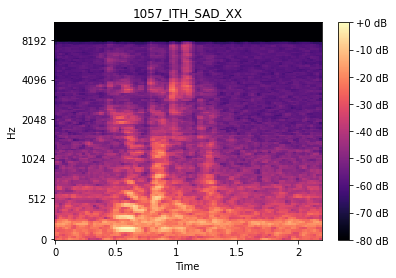 1057_ITH_SAD_XX
+0 dB
8192
-10 dB
4096
-20 dB
-30 dB
2048
Hz
-40 dB
1024
-50 dB
512
-60 dB
-70 dB
0
-80 dB
0 0.5 1 1.5 2
Time